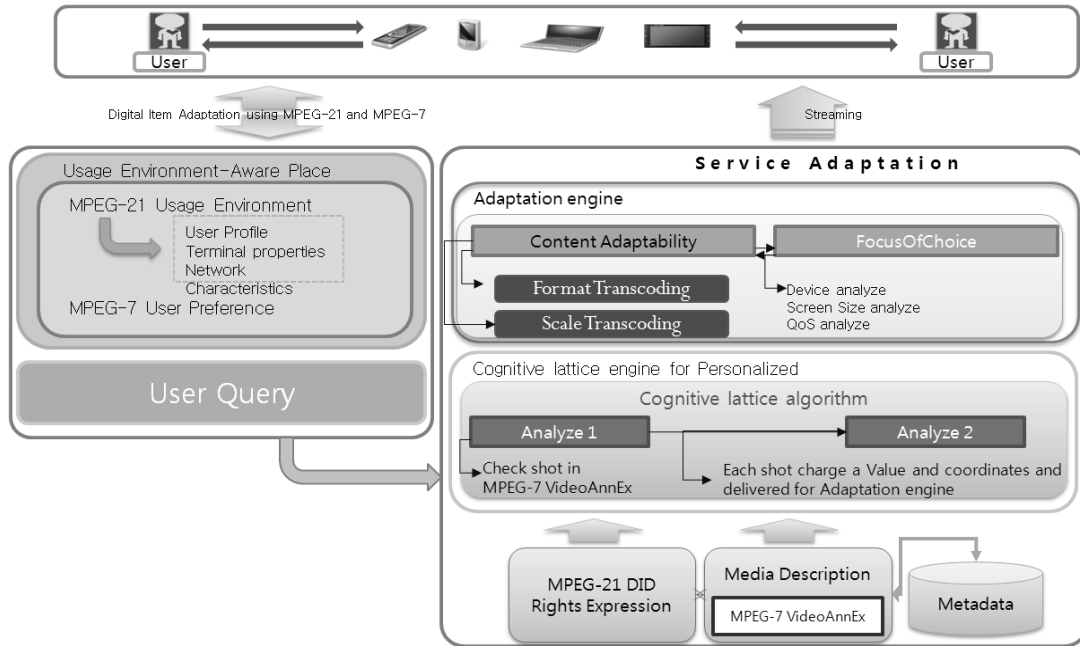 User
User
Digital Item Adaptation using MPEG-21 and MPEG-7
Streaming
Usage Environment-Aware Place
MPEG-21 Usage Environment
User Profile
Terminal properties
Network
Characteristics
MPEG-7 User Preference
User Query
Service Adaptation
Adaptation engine
Content Adaptability
FocusOfChoice
Format Transcoding
Scale Transcoding
Device analyze
Screen Size analyze
QoS analyze
Cognitive lattice engine for Personalized
Cognitive lattice algorithm
Analyze 1
Analyze 2
Check shot in
MPEG-7 VideoAnnEx
Each shot charge a Value and coordinates and
delivered for Adaptation engine
MPEG-21 DID
Rights Expression
Media Description
MPEG-7 VideoAnnEx
Metadata